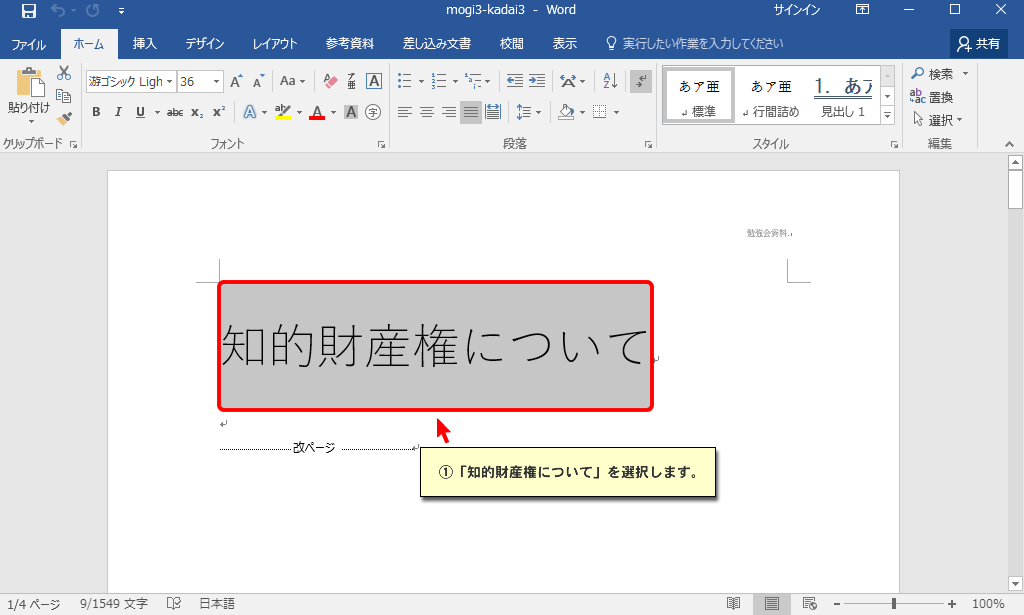 mogi3-kadai3 - Word
サインイン
ファイル ホーム 挿入 デザイン レイアウト 参考資料 差し込み文書 校閲 表示 実行したい作業を入力してください 共有
貼り付け
游ゴシック Ligh 36 Aa
B I U abc x₂ x² A A A 字
あア亜 あア亜 1. あア
標準 行間詰め 見出し 1
検索
置換
選択
クリップボード フォント 段落 スタイル 編集
勉強会資料
知的財産権について
改ページ
①「知的財産権について」を選択します。
1/4 ページ 9/1549 文字 日本語 100%